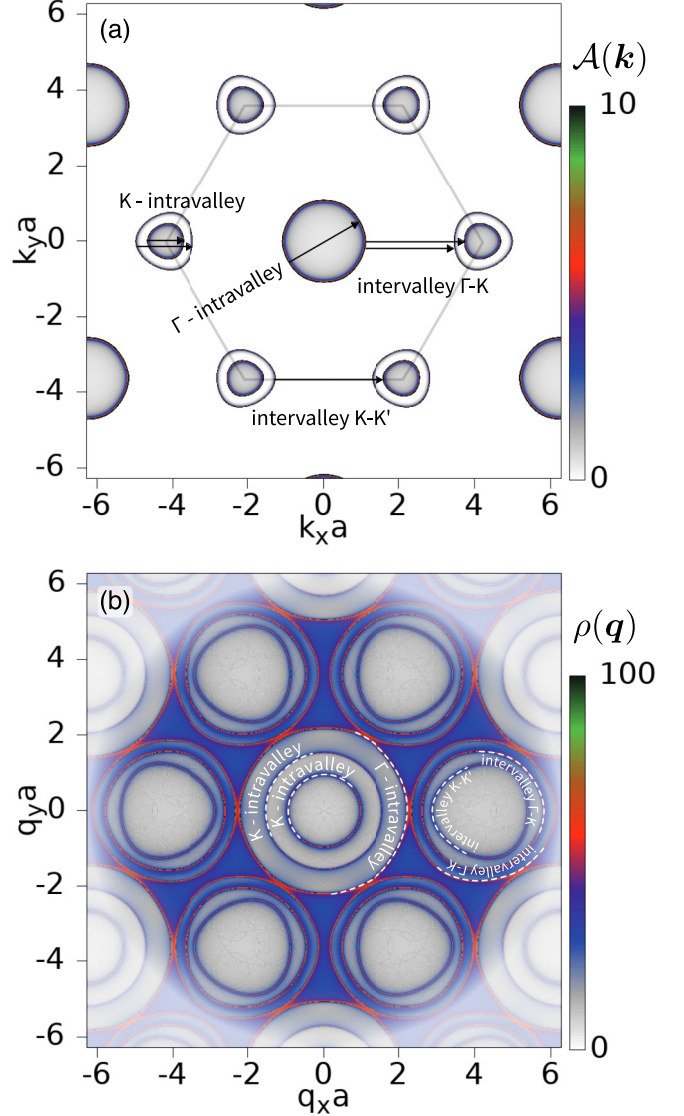 (a)
6
4
2
0
-2
-4
-6
kya
-6 -4 -2 0 2 4 6
kxa
K - intravalley
Γ - intravalley
intervalley Γ-K
intervalley K-K'
𝒜(k)
10
0
(b)
6
4
2
0
-2
-4
-6
qya
-6 -4 -2 0 2 4 6
qxa
K - intravalley
K - intravalley
Γ - intravalley
intervalley K-K'
intervalley Γ-K
intervalley Γ-K
ρ(q)
100
0